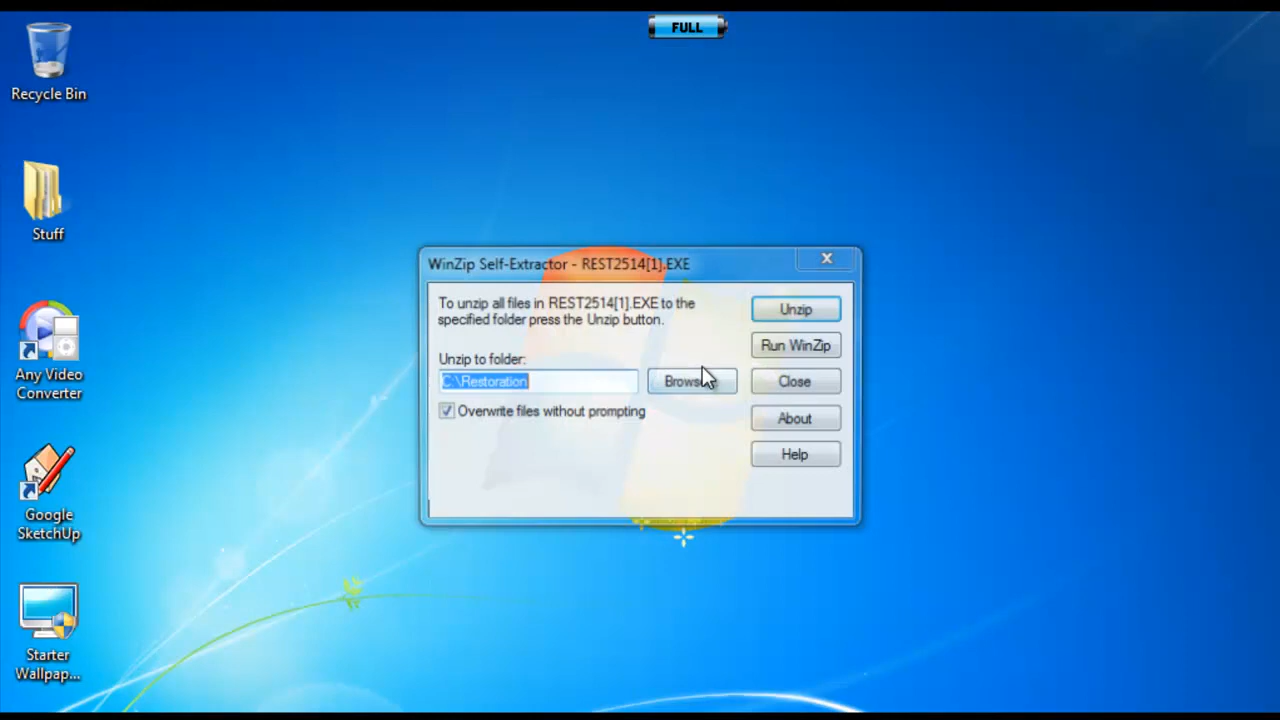 FULL
Recycle Bin
Stuff
Any Video
Converter
Google
SketchUp
Starter
Wallpap...
WinZip Self-Extractor - REST2514[1].EXE
X
To unzip all files in REST2514[1].EXE to the
specified folder press the Unzip button.
Unzip to folder:
C:\Restoration
Overwrite files without prompting
Unzip
Run WinZip
Close
About
Help